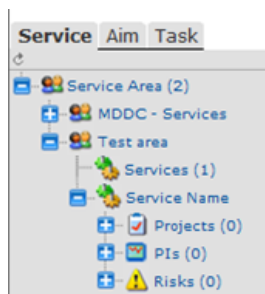 Service Aim Task
Service Area (2)
MDDC - Services
Test area
Services (1)
Service Name
Projects (0)
PIs (0)
Risks (0)